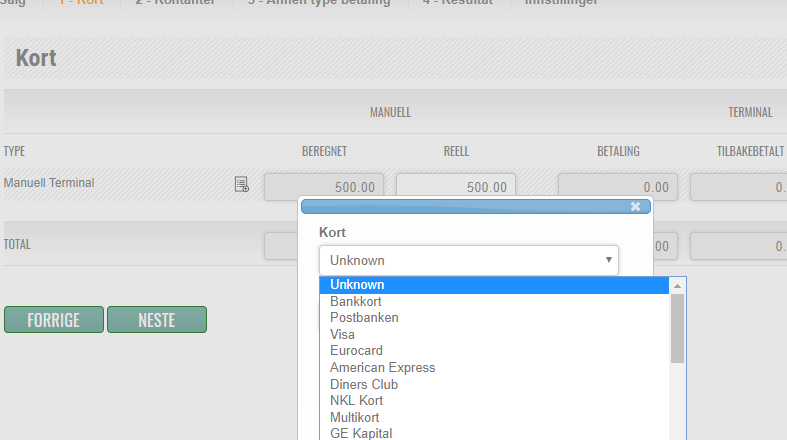 Salg 1 - Kort 2 - Kontanter 3 - Annen type betaling 4 - Resultat Innstillinger
Kort
MANUELL TERMINAL
TYPE BEREGNET REELL BETALING TILBAKEBETALT
Manuell Terminal 500.00 500.00 0.00 0.
TOTAL 00 0.
Kort
Unknown
Unknown
Bankkort
Postbanken
Visa
Eurocard
American Express
Diners Club
NKL Kort
Multikort
GE Kapital
FORRIGE NESTE